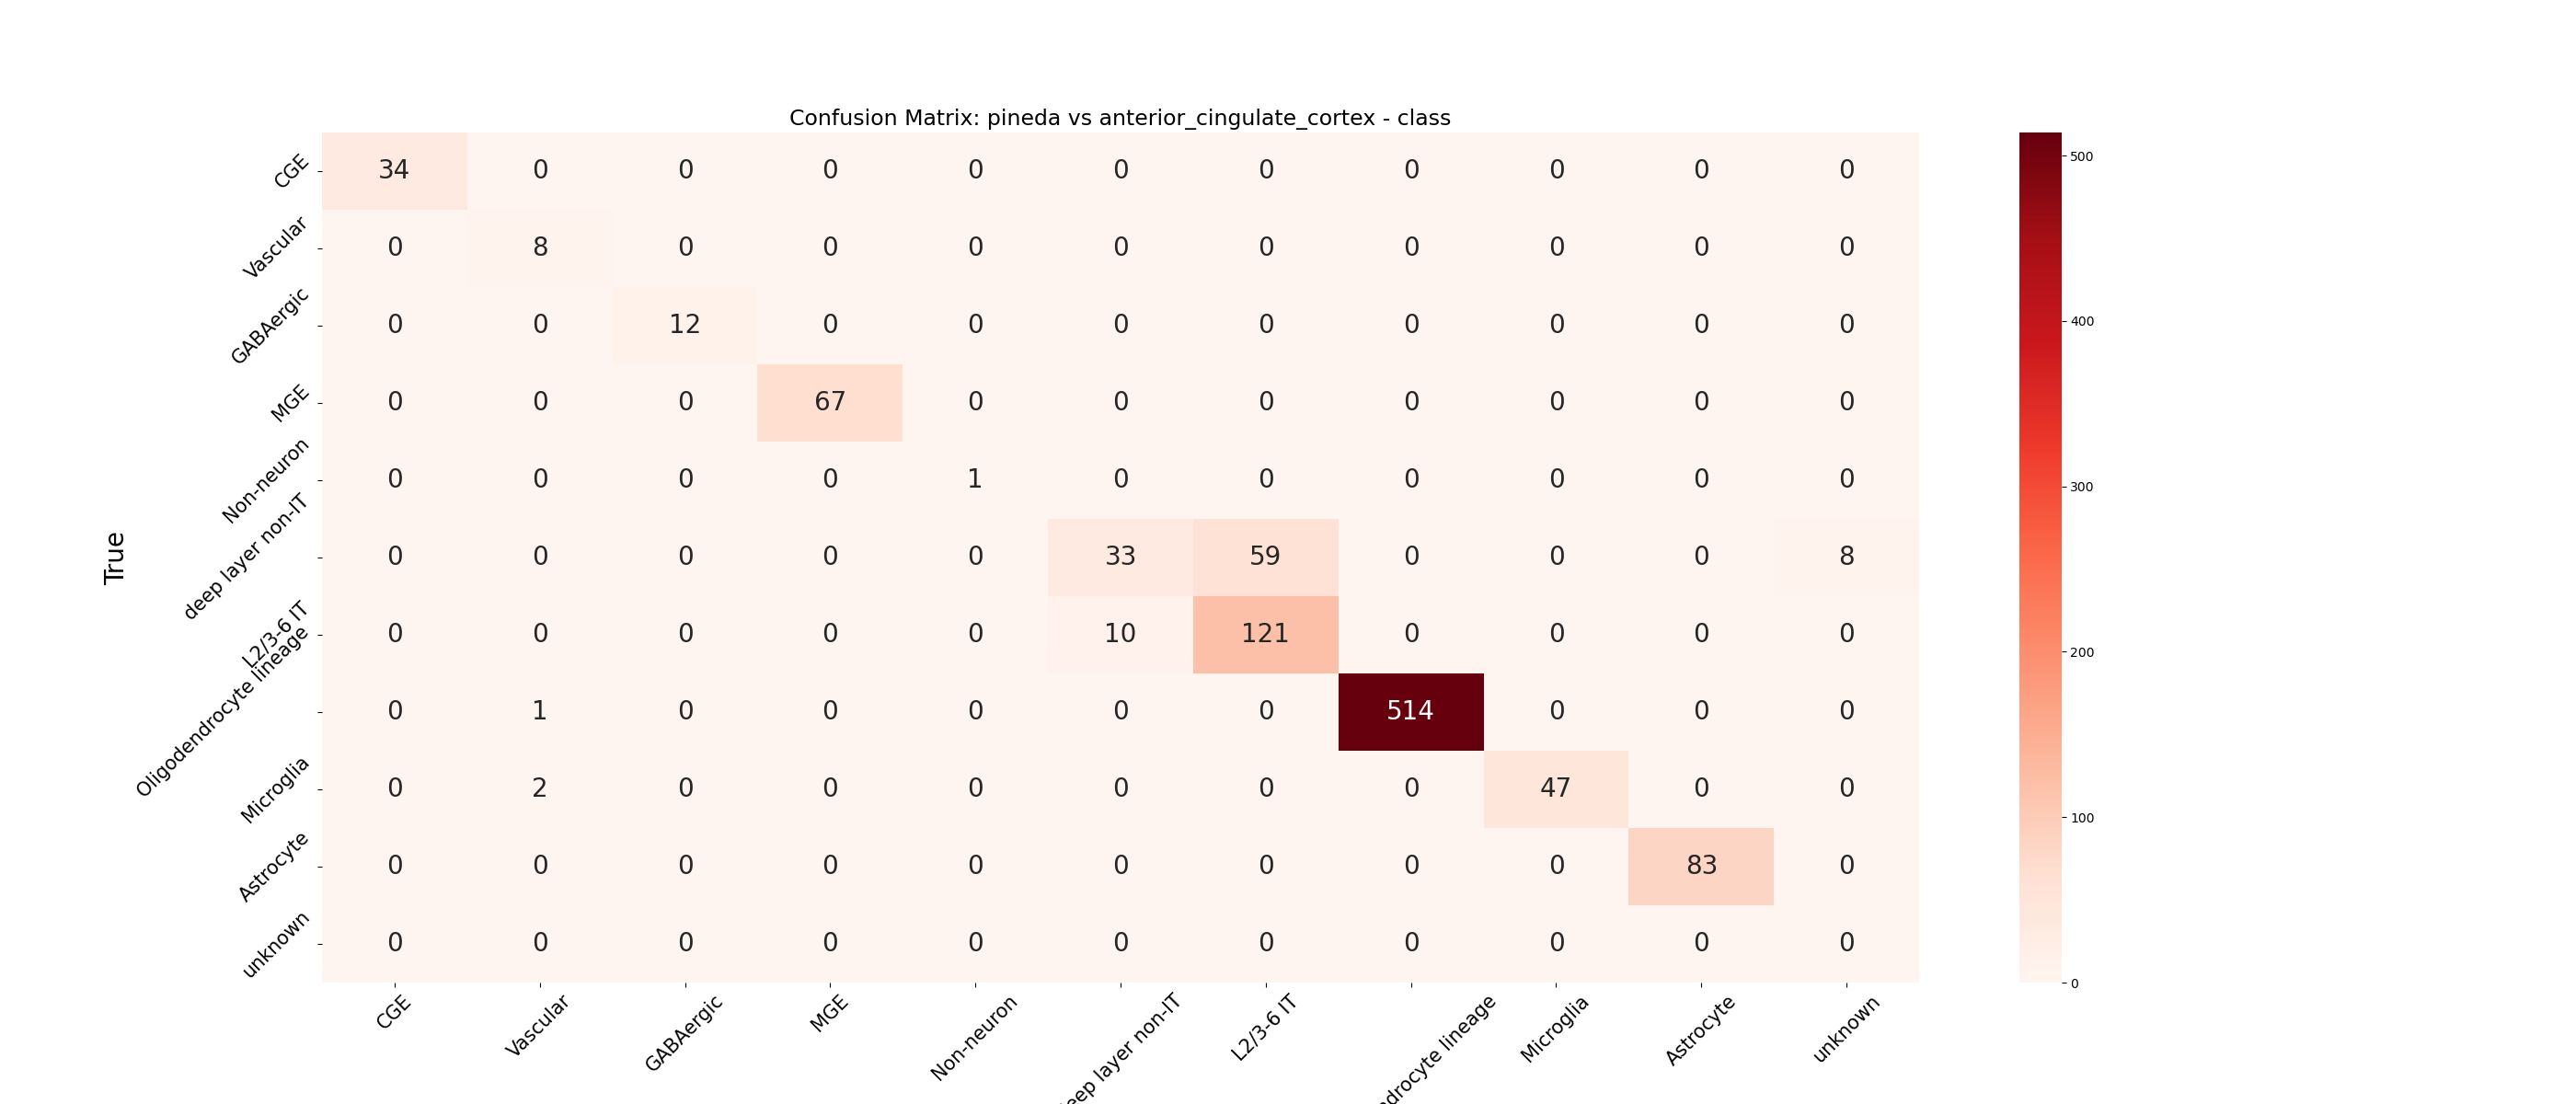 Confusion Matrix: pineda vs anterior_cingulate_cortex - class
True
CGE 34 0 0 0 0 0 0 0 0 0 0
Vascular 0 8 0 0 0 0 0 0 0 0 0
GABAergic 0 0 12 0 0 0 0 0 0 0 0
MGE 0 0 0 67 0 0 0 0 0 0 0
Non-neuron 0 0 0 0 1 0 0 0 0 0 0
deep layer non-IT 0 0 0 0 0 33 59 0 0 0 8
L2/3-6 IT 0 0 0 0 0 10 121 0 0 0 0
Oligodendrocyte lineage 0 1 0 0 0 0 0 514 0 0 0
Microglia 0 2 0 0 0 0 0 0 47 0 0
Astrocyte 0 0 0 0 0 0 0 0 0 83 0
unknown 0 0 0 0 0 0 0 0 0 0 0
CGE Vascular GABAergic MGE Non-neuron eep layer non-IT L2/3-6 IT ndrocyte lineage Microglia Astrocyte unknown
500
400
300
200
100
0